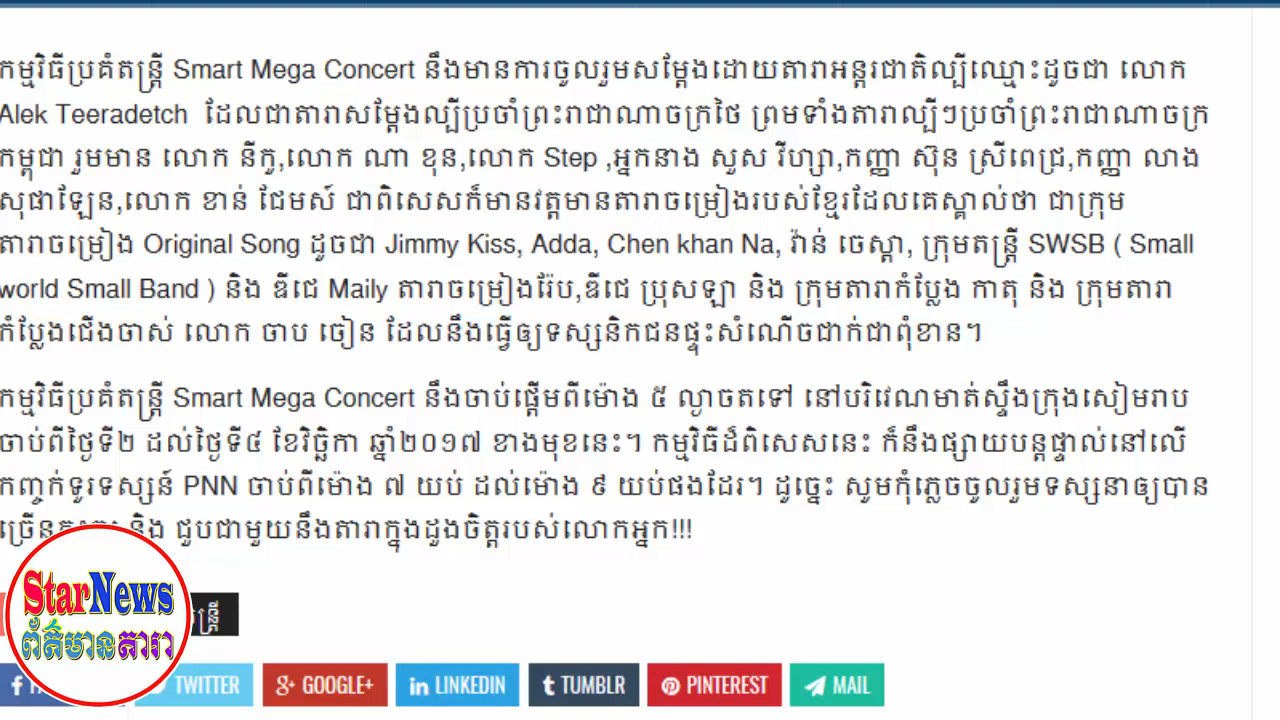 កម្មវិធីប្រគំតន្ត្រី Smart Mega Concert នឹងមានការចូលរួមសម្តែងដោយតារាអន្តរជាតិល្បីឈ្មោះដូចជា លោក
Alek Teeradetch ដែលជាតារាសម្តែងល្បីប្រចាំព្រះរាជាណាចក្រថៃ ព្រមទាំងតារាល្បីៗប្រចាំព្រះរាជាណាចក្រ
កម្ពុជា រួមមាន លោក នីកូ,លោក ណា ខុន,លោក Step ,អ្នកនាង សួស វីហ្សា,កញ្ញា ស៊ុន ស្រីពេជ្រ,កញ្ញា លាង
សុផាឡែន,លោក ខាន់ ជែមស៍ ជាពិសេសក៏មានវត្តមានតារាចម្រៀងរបស់ខ្មែរដែលគេស្គាល់ថា ជាក្រុម
តារាចម្រៀង Original Song ដូចជា Jimmy Kiss, Adda, Chen khan Na, វ៉ាន់ ចេស្តា, ក្រុមតន្ត្រី SWSB ( Small
world Small Band ) និង ឌីជេ Maily តារាចម្រៀងរ៉ែប,ឌីជេ ប្រុសឡា និង ក្រុមតារាកំប្លែង កាតុ និង ក្រុមតារា
កំប្លែងជើងចាស់ លោក ចាប ចៀន ដែលនឹងធ្វើឲ្យទស្សនិកជនផ្ទុះសំណើចជាក់ជាពុំខាន។
កម្មវិធីប្រគំតន្ត្រី Smart Mega Concert នឹងចាប់ផ្តើមពីម៉ោង ៥ ល្ងាចតទៅ នៅបរិវេណមាត់ស្ទឹងក្រុងសៀមរាប
ចាប់ពីថ្ងៃទី២ ដល់ថ្ងៃទី៤ ខែវិច្ឆិកា ឆ្នាំ២០១៧ ខាងមុខនេះ។ កម្មវិធីដ៏ពិសេសនេះ ក៏នឹងផ្សាយបន្តផ្ទាល់នៅលើ
កញ្ចក់ទូរទស្សន៍ PNN ចាប់ពីម៉ោង ៧ យប់ ដល់ម៉ោង ៩ យប់ផងដែរ។ ដូច្នេះ សូមកុំភ្លេចចូលរួមទស្សនាឲ្យបាន
ច្រើន និង ជួបជាមួយនឹងតារាក្នុងដួងចិត្តរបស់លោកអ្នក!!!
StarNews
ព័ត៌មានតារា
TWITTER GOOGLE+ LINKEDIN TUMBLR PINTEREST MAIL